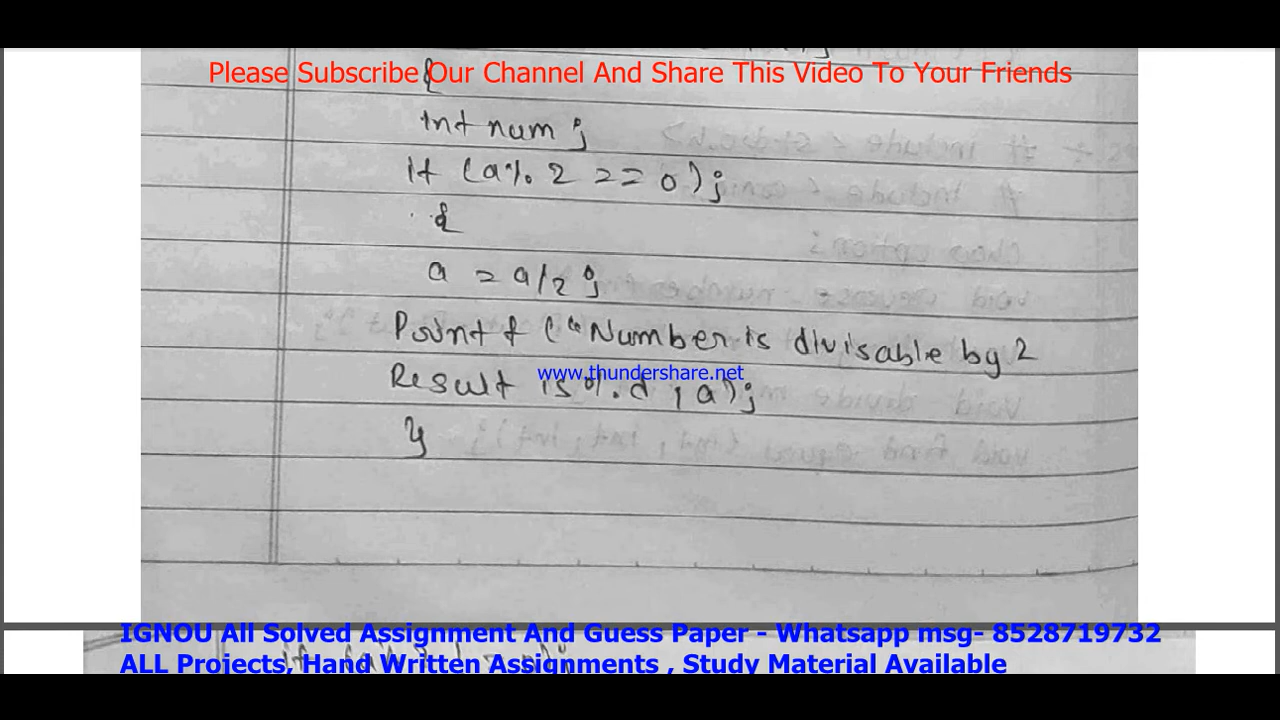 Please Subscribe Our Channel And Share This Video To Your Friends
{
int num ;
if (a % 2 == 0) ;
{
a = a/2 ;
Printf ("Number is divisable by 2
www.thundershare.net
Result is %.d , a) ;
}
IGNOU All Solved Assignment And Guess Paper - Whatsapp msg- 8528719732
ALL Projects, Hand Written Assignments , Study Material Available